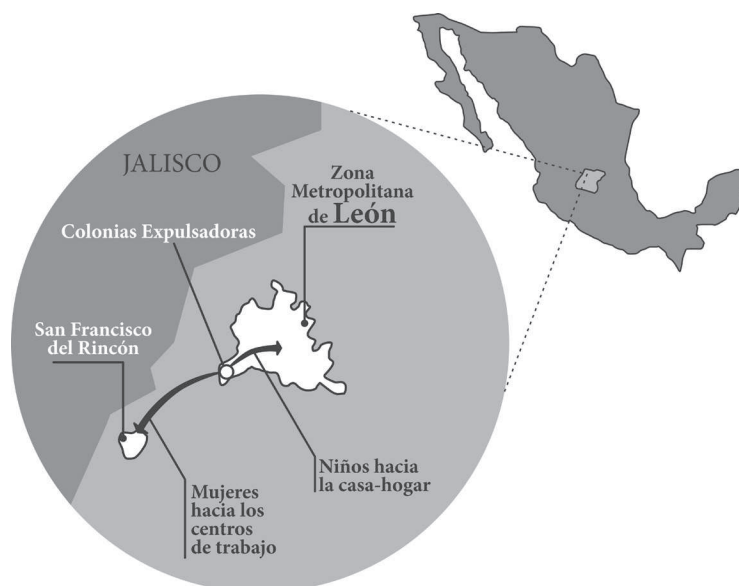 JALISCO
Zona
Metropolitana
de León
Colonias Expulsadoras
San Francisco
del Rincón
Niños hacia
la casa-hogar
Mujeres
hacia los
centros
de trabajo